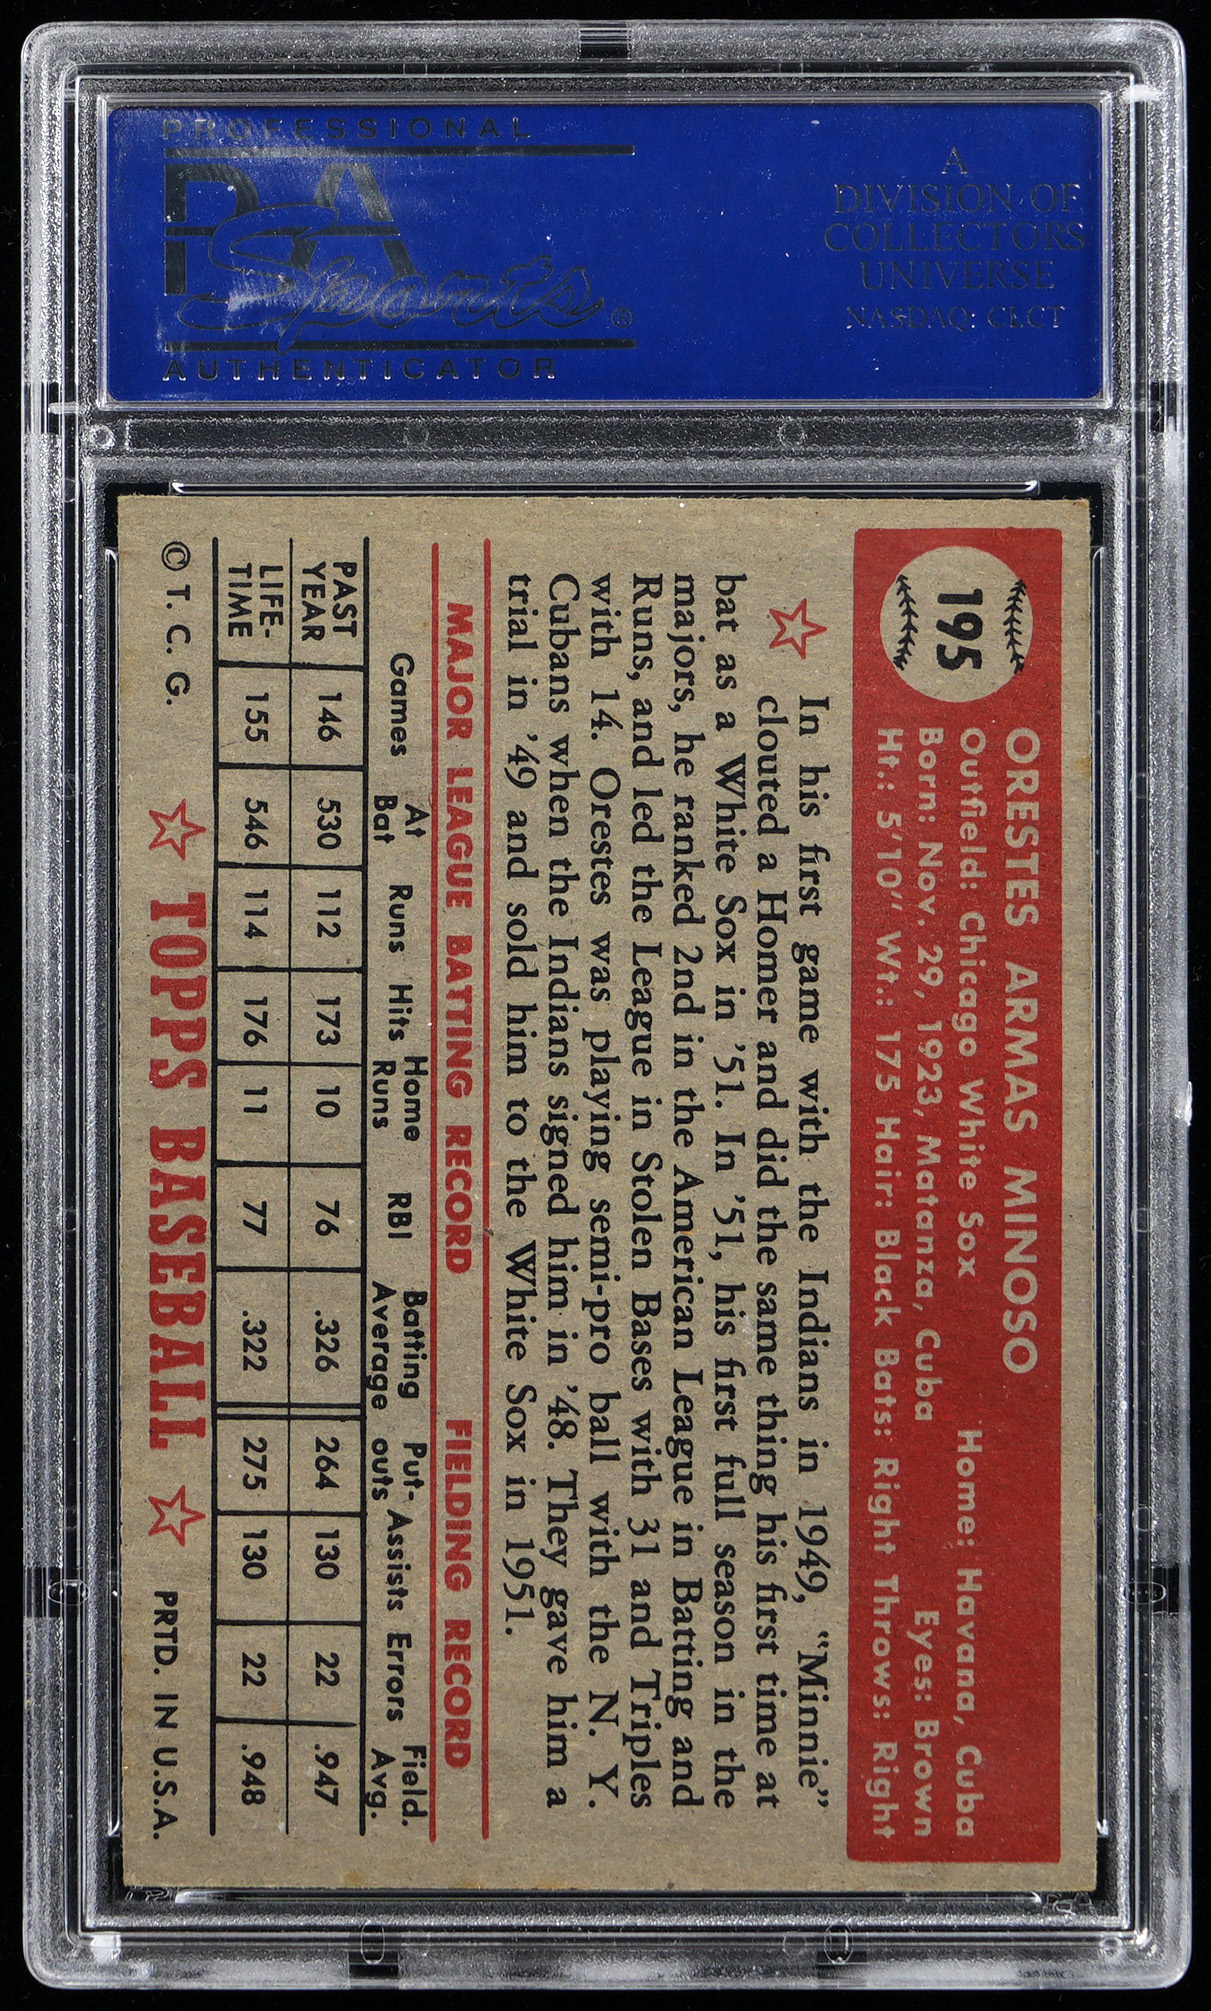 PROFESSIONAL
PSA
Sports®
AUTHENTICATOR
A
DIVISION OF
COLLECTORS
UNIVERSE
NASDAQ: CLCT
195
ORESTES ARMAS MINOSO
Outfield: Chicago White Sox Home: Havana, Cuba
Born: Nov. 29, 1923, Matanza, Cuba Eyes: Brown
Ht.: 5'10" Wt.: 175 Hair: Black Bats: Right Throws: Right
In his first game with the Indians in 1949, "Minnie"
clouted a Homer and did the same thing his first time at
bat as a White Sox in '51. In '51, his first full season in the
majors, he ranked 2nd in the American League in Batting and
Runs, and led the League in Stolen Bases with 31 and Triples
with 14. Orestes was playing semi-pro ball with the N. Y.
Cubans when the Indians signed him in '48. They gave him a
trial in '49 and sold him to the White Sox in 1951.
MAJOR LEAGUE BATTING RECORD FIELDING RECORD
Games At Bat Runs Hits Home Runs RBI Batting Average Put-outs Assists Errors Field. Avg.
PAST YEAR 146 530 112 173 10 76 .326 264 130 22 .947
LIFE-TIME 155 546 114 176 11 77 .322 275 130 22 .948
© T. C. G. TOPPS BASEBALL PRTD. IN U.S.A.